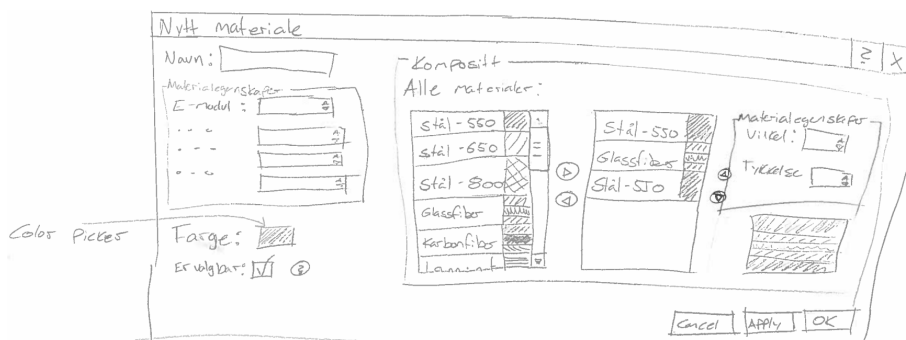 Nytt materiale
? X
Navn:
Materialegenskaper
E-modul:
Color Picker
Farge:
Er valgbar: ?
Kompositt
Alle materialer:
Stål-550
Stål-650
Stål-800
Glassfiber
Karbonfiber
Stål-550
Glassfiber
Stål-550
Materialegenskaper
Vinkel:
Tykkelse
Cancel
Apply
OK